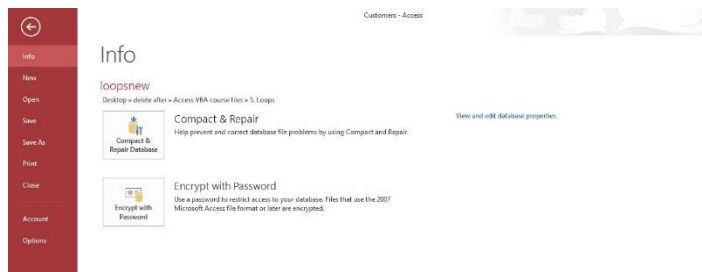 Customers - Access
Info
New
Open
Save
Save As
Print
Close
Account
Options
Info
loopsnew
Desktop » delete after » Access VBA course files » 5. Loops
Compact & Repair Database
Compact & Repair
Help prevent and correct database file problems by using Compact and Repair.
View and edit database properties
Encrypt with Password
Encrypt with Password
Use a password to restrict access to your database. Files that use the 2007
Microsoft Access file format or later are encrypted.